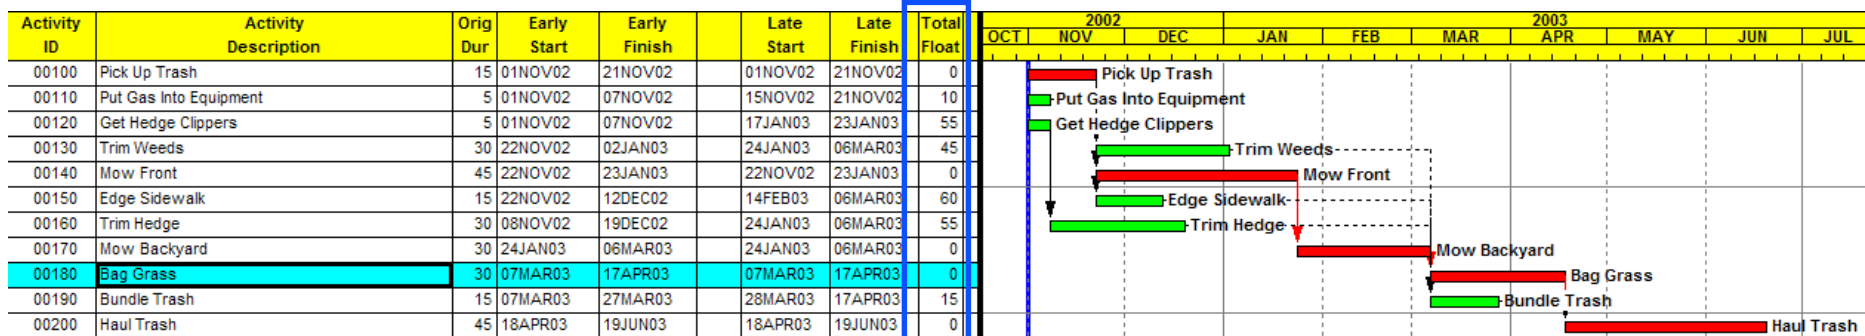 Activity ID Activity Description Orig Dur Early Start Early Finish Late Start Late Finish Total Float
2002 2003
OCT NOV DEC JAN FEB MAR APR MAY JUN JUL
00100 Pick Up Trash 15 01NOV02 21NOV02 01NOV02 21NOV02 0 Pick Up Trash
00110 Put Gas Into Equipment 5 01NOV02 07NOV02 15NOV02 21NOV02 10 Put Gas Into Equipment
00120 Get Hedge Clippers 5 01NOV02 07NOV02 17JAN03 23JAN03 55 Get Hedge Clippers
00130 Trim Weeds 30 22NOV02 02JAN03 24JAN03 06MAR03 45 Trim Weeds
00140 Mow Front 45 22NOV02 23JAN03 22NOV02 23JAN03 0 Mow Front
00150 Edge Sidewalk 15 22NOV02 12DEC02 14FEB03 06MAR03 60 Edge Sidewalk
00160 Trim Hedge 30 08NOV02 19DEC02 24JAN03 06MAR03 55 Trim Hedge
00170 Mow Backyard 30 24JAN03 06MAR03 24JAN03 06MAR03 0 Mow Backyard
00180 Bag Grass 30 07MAR03 17APR03 07MAR03 17APR03 0 Bag Grass
00190 Bundle Trash 15 07MAR03 27MAR03 28MAR03 17APR03 15 Bundle Trash
00200 Haul Trash 45 18APR03 19JUN03 18APR03 19JUN03 0 Haul Trash